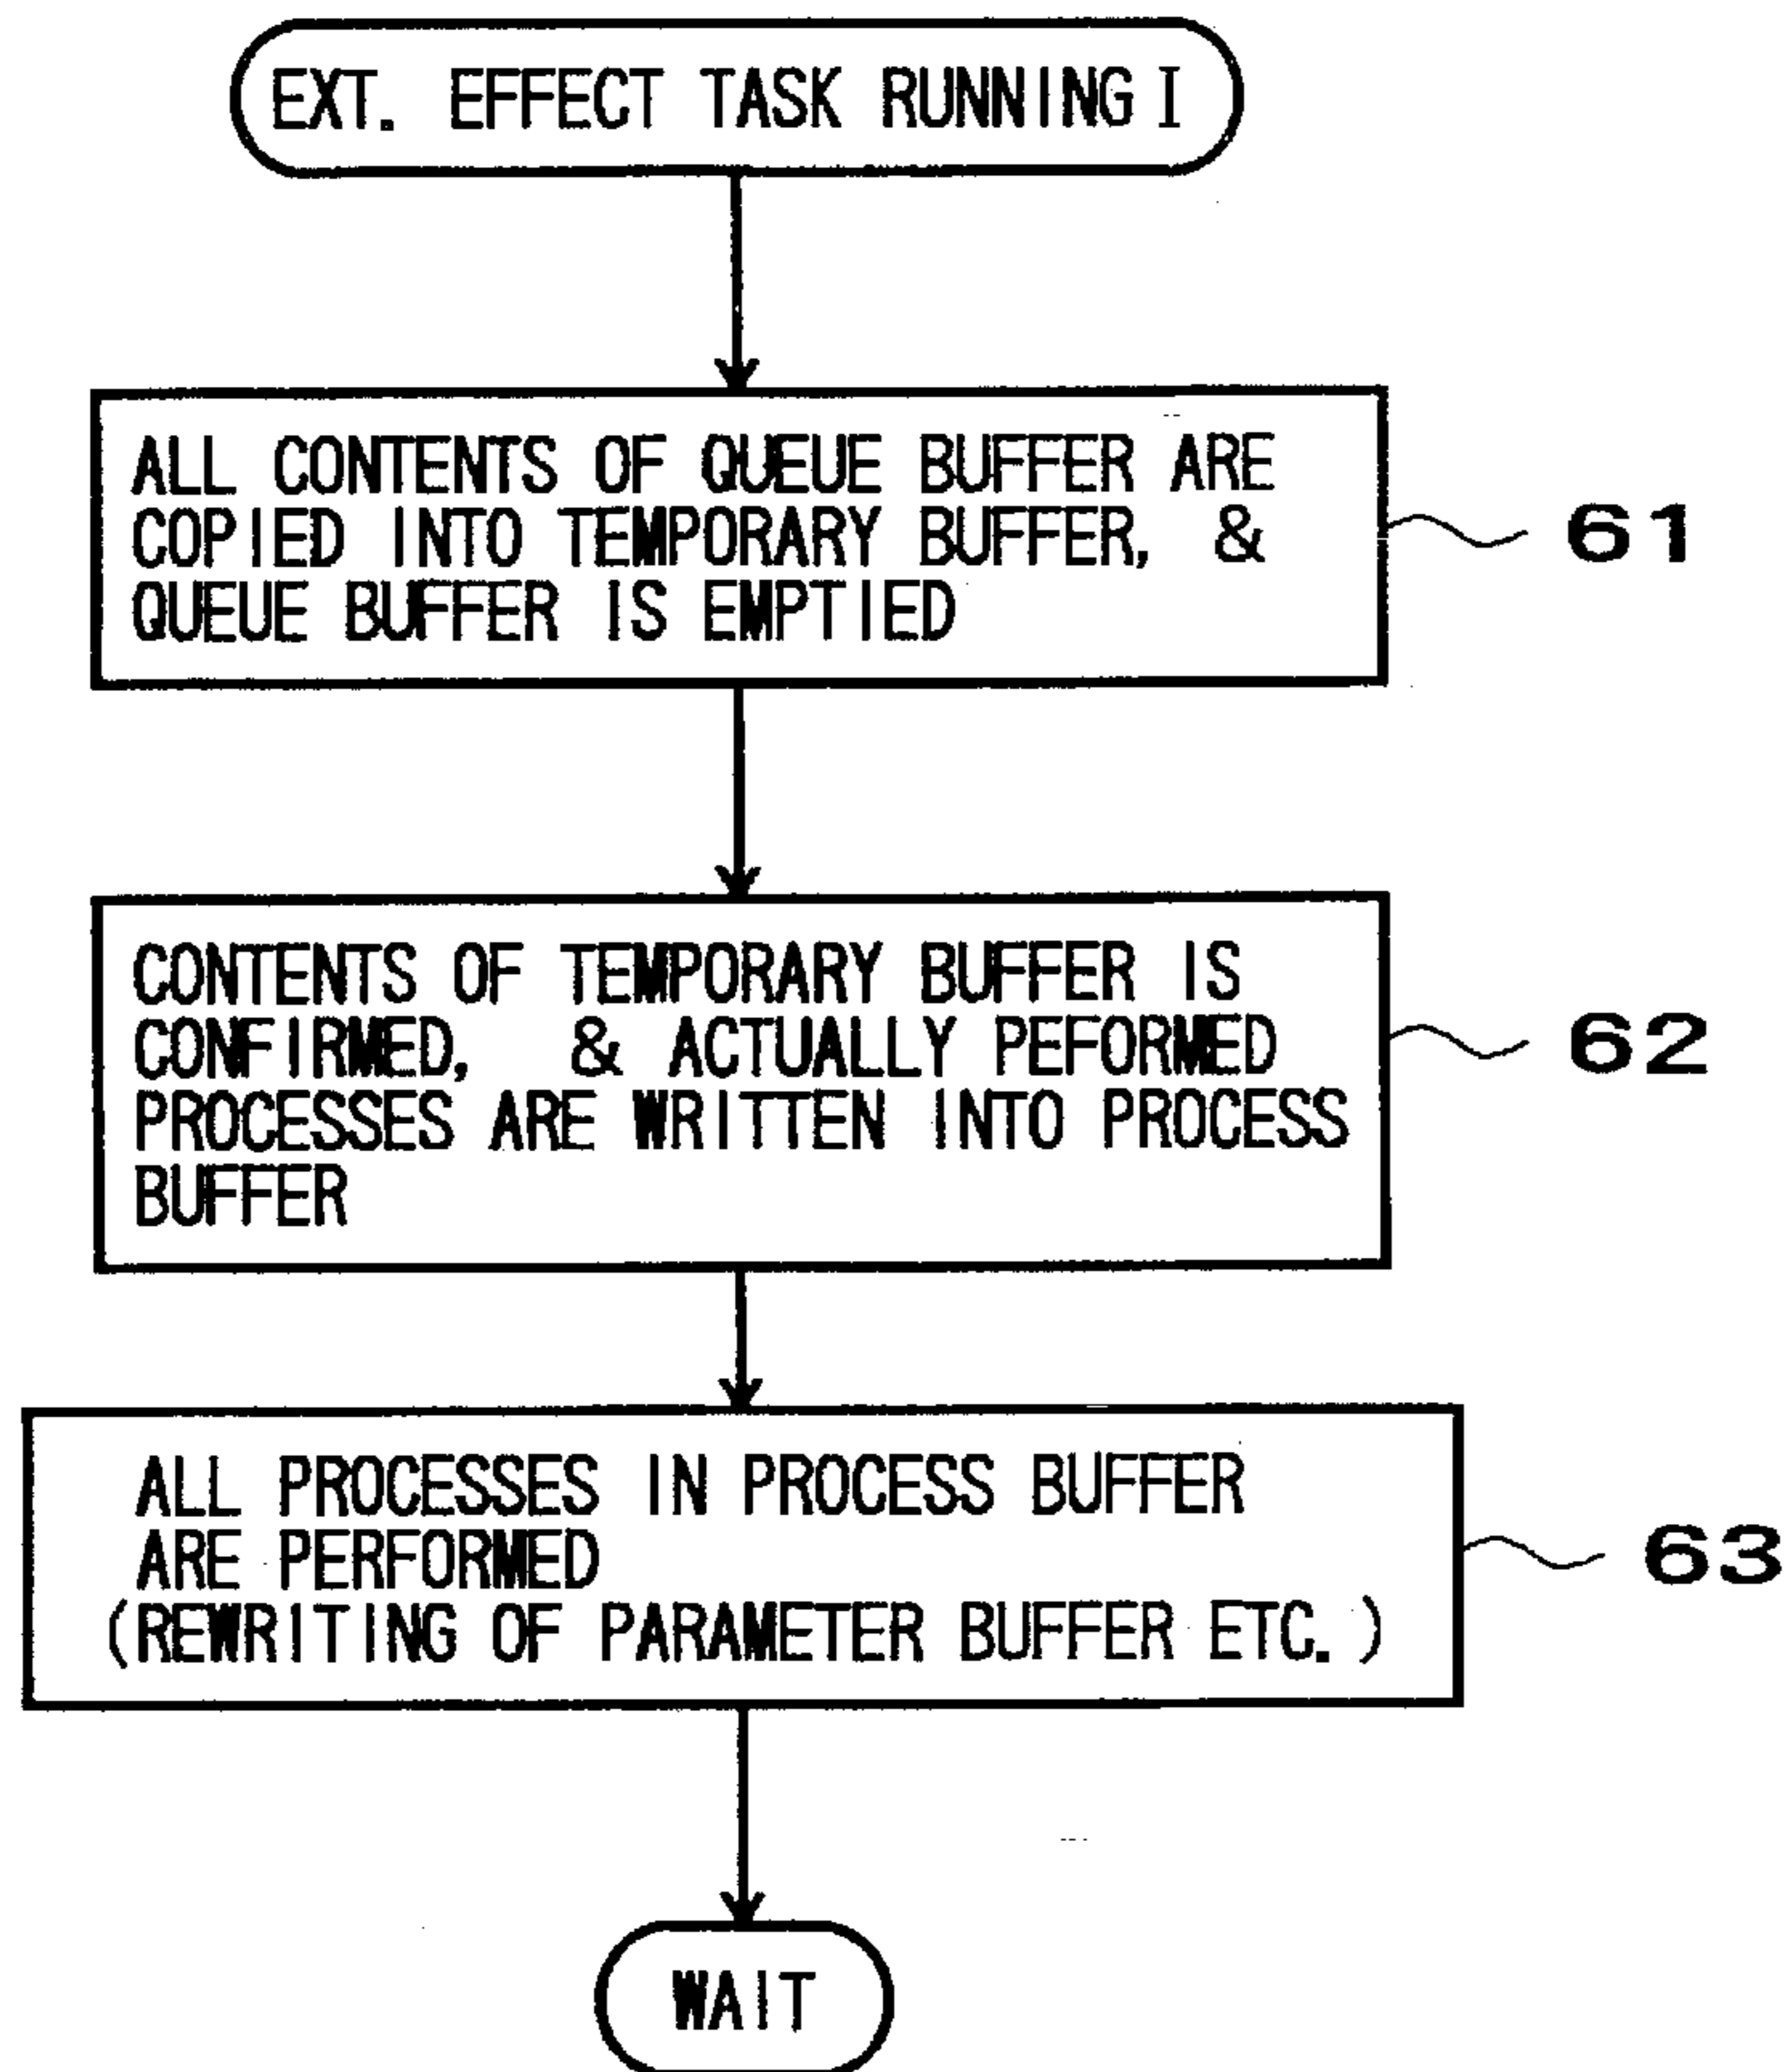 EXT. EFFECT TASK RUNNING I
ALL CONTENTS OF QUEUE BUFFER ARE
COPIED INTO TEMPORARY BUFFER, &
QUEUE BUFFER IS EMPTIED
61
CONTENTS OF TEMPORARY BUFFER IS
CONFIRMED, & ACTUALLY PEFORMED
PROCESSES ARE WRITTEN INTO PROCESS
BUFFER
62
ALL PROCESSES IN PROCESS BUFFER
ARE PERFORMED
(REWRITING OF PARAMETER BUFFER ETC.)
63
WAIT